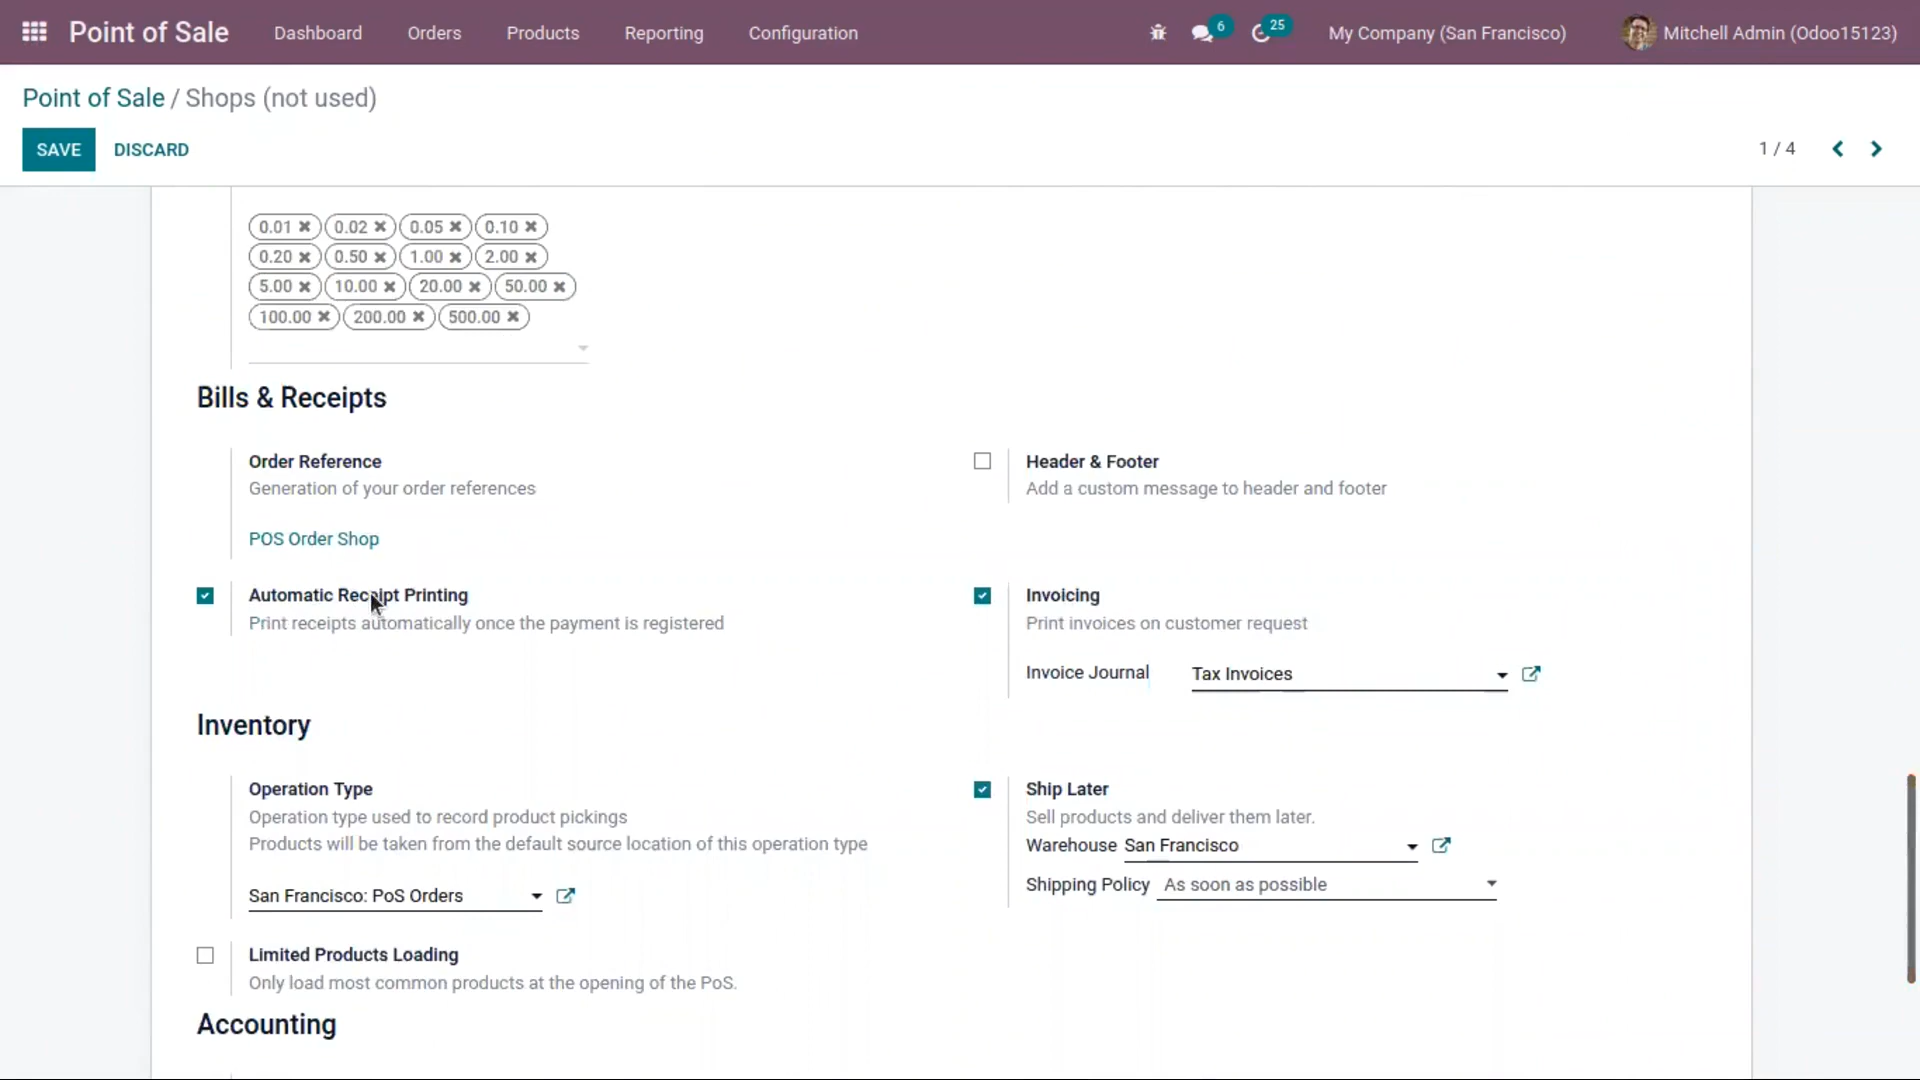 Point of Sale Dashboard Orders Products Reporting Configuration 6 25 My Company (San Francisco) Mitchell Admin (Odoo15123)
Point of Sale / Shops (not used)
SAVE DISCARD 1 / 4
0.01 ✖ 0.02 ✖ 0.05 ✖ 0.10 ✖
0.20 ✖ 0.50 ✖ 1.00 ✖ 2.00 ✖
5.00 ✖ 10.00 ✖ 20.00 ✖ 50.00 ✖
100.00 ✖ 200.00 ✖ 500.00 ✖
Bills & Receipts
Order Reference
Generation of your order references
POS Order Shop
Header & Footer
Add a custom message to header and footer
Automatic Receipt Printing
Print receipts automatically once the payment is registered
Invoicing
Print invoices on customer request
Invoice Journal Tax Invoices
Inventory
Operation Type
Operation type used to record product pickings
Products will be taken from the default source location of this operation type
San Francisco: PoS Orders
Ship Later
Sell products and deliver them later.
Warehouse San Francisco
Shipping Policy As soon as possible
Limited Products Loading
Only load most common products at the opening of the PoS.
Accounting